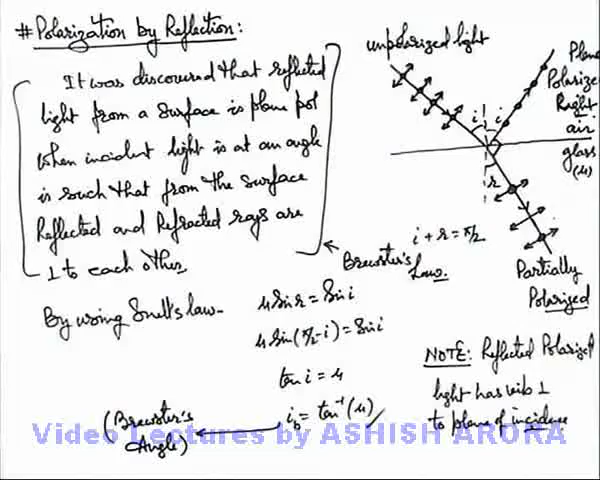 # Polarization by Reflection:
It was discovered that reflected
light from a surface is plane pol
when incident light is at an angle
is such that from the surface
Reflected and Refracted rays are
⊥ to each other
Brewster's
Law.
By using Snell's law-
μ sin r = sin i
μ sin(π/2 - i) = sin i
tan i = μ
i_b = tan⁻¹(μ)
(Brewster's
Angle)
unpolarized light
Plane
Polarized
Light
i
i
air
glass
(μ)
r
i + r = π/2
Partially
Polarized
NOTE: Reflected Polarized
light has vib ⊥
to plane of incidence
Video Lectures by ASHISH ARORA